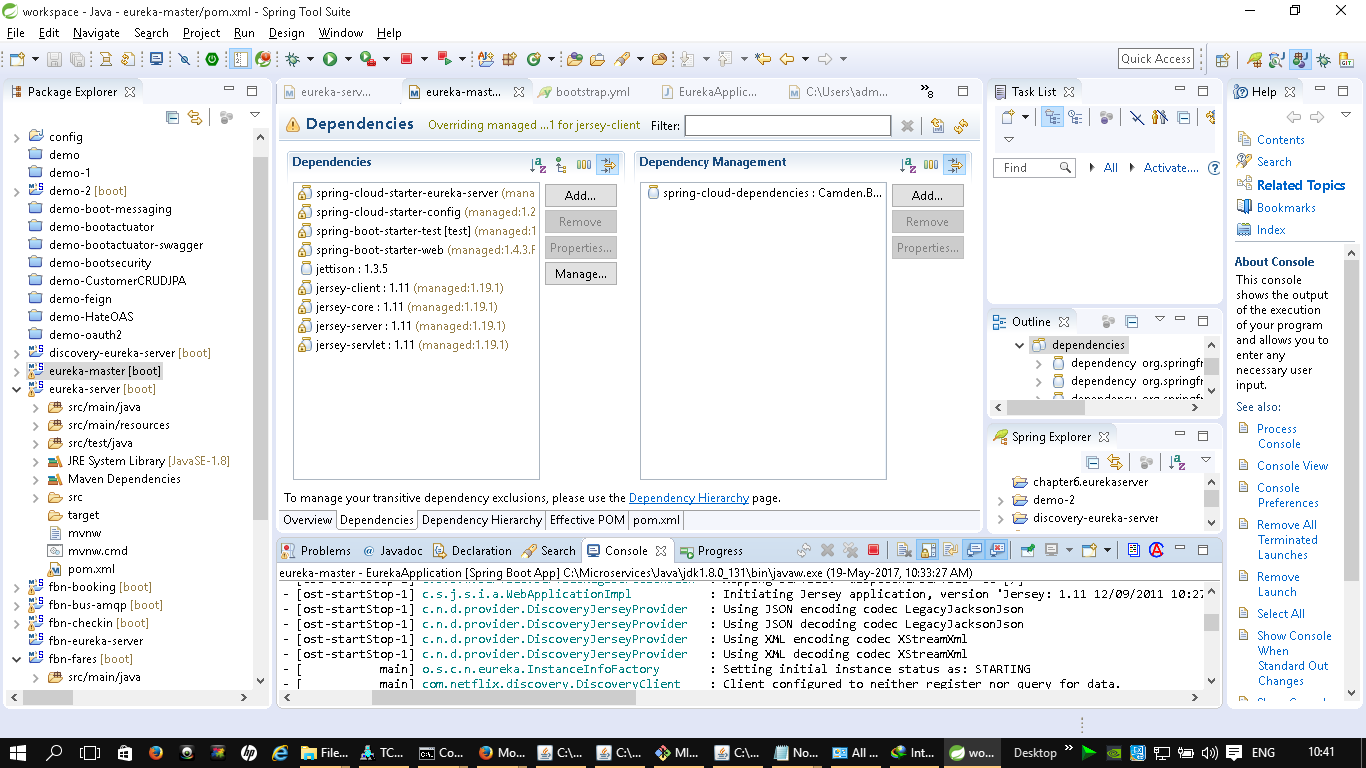 workspace - Java - eureka-master/pom.xml - Spring Tool Suite
File Edit Navigate Search Project Run Design Window Help
Quick Access
Package Explorer
config
demo
demo-1
demo-2 [boot]
demo-boot-messaging
demo-bootactuator
demo-bootactuator-swagger
demo-bootsecurity
demo-CustomerCRUDJPA
demo-feign
demo-HateOAS
demo-oauth2
discovery-eureka-server [boot]
eureka-master [boot]
eureka-server [boot]
src/main/java
src/main/resources
src/test/java
JRE System Library [JavaSE-1.8]
Maven Dependencies
src
target
mvnw
mvnw.cmd
pom.xml
fbn-booking [boot]
fbn-bus-amqp [boot]
fbn-checkin [boot]
fbn-eureka-server
fbn-fares [boot]
src/main/java
eureka-serv... eureka-mast... bootstrap.yml EurekaApplic... C:\Users\adm... »8
Dependencies Overriding managed ...1 for jersey-client Filter:
Dependencies
spring-cloud-starter-eureka-server (mana
spring-cloud-starter-config (managed:1.2
spring-boot-starter-test [test] (managed:1
spring-boot-starter-web (managed:1.4.3.F
jettison : 1.3.5
jersey-client : 1.11 (managed:1.19.1)
jersey-core : 1.11 (managed:1.19.1)
jersey-server : 1.11 (managed:1.19.1)
jersey-servlet : 1.11 (managed:1.19.1)
Add...
Remove
Properties...
Manage...
Dependency Management
spring-cloud-dependencies : Camden.B...
Add...
Remove
Properties...
To manage your transitive dependency exclusions, please use the Dependency Hierarchy page.
Overview Dependencies Dependency Hierarchy Effective POM pom.xml
Problems Javadoc Declaration Search Console Progress
eureka-master - EurekaApplication [Spring Boot App] C:\Microservices\Java\jdk1.8.0_131\bin\javaw.exe (19-May-2017, 10:33:27 AM)
- [ost-startStop-1] c.s.j.s.i.a.WebApplicationImpl : Initiating Jersey application, version 'Jersey: 1.11 12/09/2011 10:27
- [ost-startStop-1] c.n.d.provider.DiscoveryJerseyProvider : Using JSON encoding codec LegacyJacksonJson
- [ost-startStop-1] c.n.d.provider.DiscoveryJerseyProvider : Using JSON decoding codec LegacyJacksonJson
- [ost-startStop-1] c.n.d.provider.DiscoveryJerseyProvider : Using XML encoding codec XStreamXml
- [ost-startStop-1] c.n.d.provider.DiscoveryJerseyProvider : Using XML decoding codec XStreamXml
- [ main] o.s.c.n.eureka.InstanceInfoFactory : Setting initial instance status as: STARTING
- [ main] com.netflix.discovery.DiscoveryClient : Client configured to neither register nor query for data.
Task List
Find All Activate...
Outline
dependencies
dependency org.springfr
dependency org.springfr
Spring Explorer
chapter6.eurekaserver
demo-2
discovery-eureka-server
Help
Contents
Search
Related Topics
Bookmarks
Index
About Console
This console
shows the output
of the execution
of your program
and allows you to
enter any
necessary user
input.
See also:
Process
Console
Console View
Console
Preferences
Remove All
Terminated
Launches
Remove
Launch
Select All
Show Console
When
Standard Out
Changes
File... TC... Co... Mo... C:\... C:\... MI... C:\... No... All ... Int... wo... Desktop » ENG 10:41